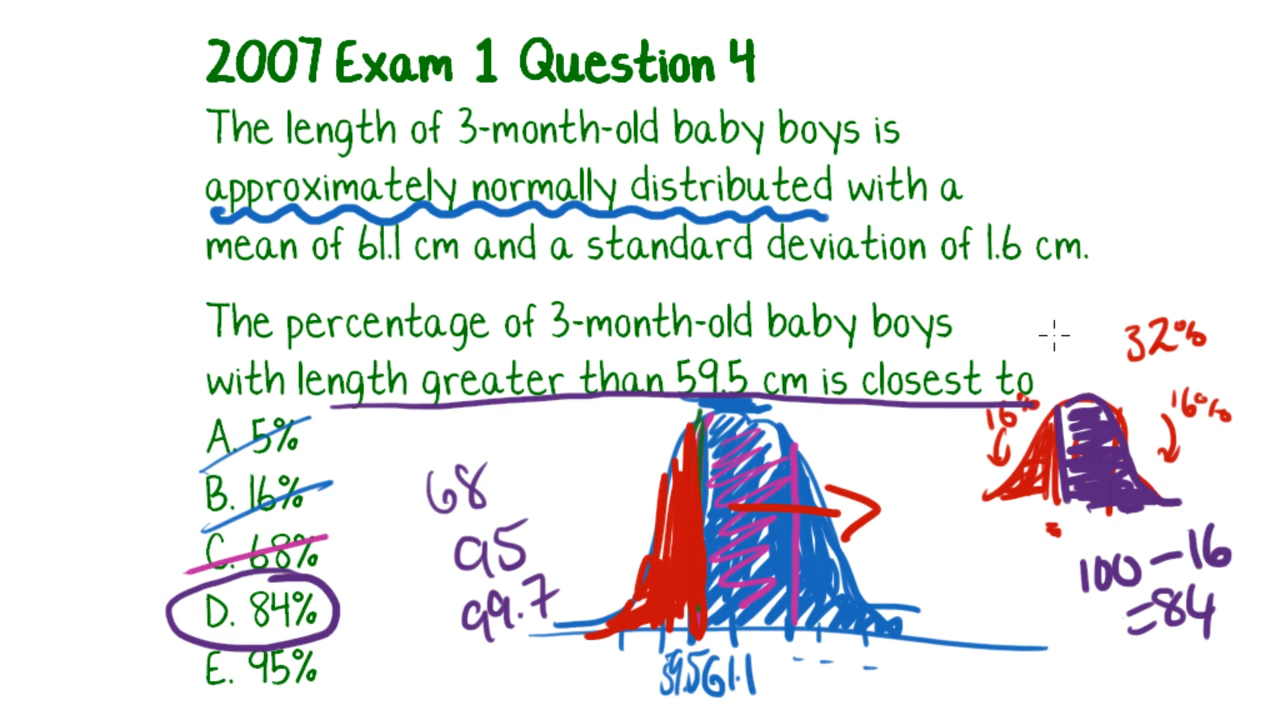 2007 Exam 1 Question 4
The length of 3-month-old baby boys is
approximately normally distributed with a
mean of 61.1 cm and a standard deviation of 1.6 cm.
The percentage of 3-month-old baby boys
with length greater than 59.5 cm is closest to
A. 5%
B. 16%
C. 68%
D. 84%
E. 95%
68
95
99.7
59.5 61.1
32%
16%
16%
100-16
=84